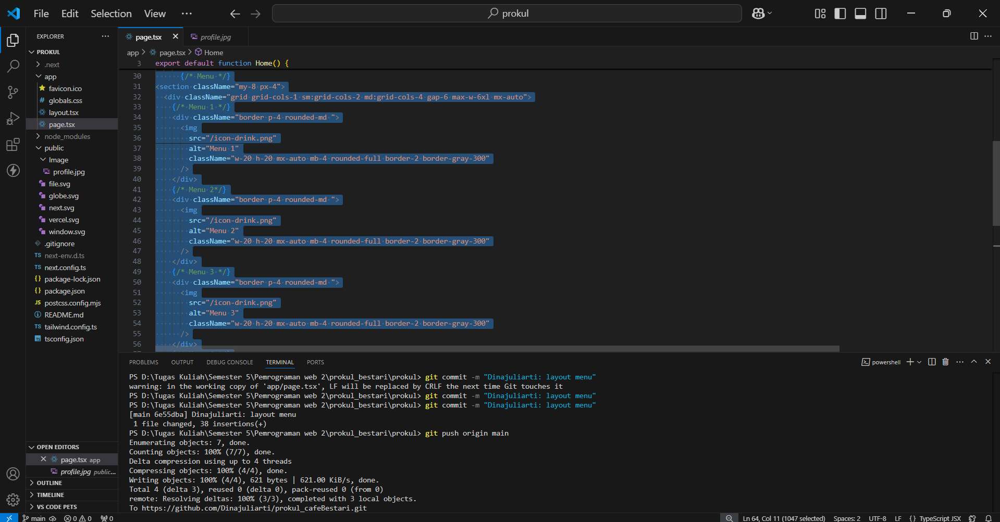 File Edit Selection View ··· prokul
EXPLORER ···
PROKUL
.next
app
favicon.ico
# globals.css
layout.tsx
page.tsx
node_modules
public
Image
profile.jpg
file.svg
globe.svg
next.svg
vercel.svg
window.svg
.gitignore
TS next-env.d.ts
TS next.config.ts
{} package-lock.json
{} package.json
JS postcss.config.mjs
README.md
TS tailwind.config.ts
tsconfig.json
OPEN EDITORS
page.tsx app
profile.jpg public...
OUTLINE
TIMELINE
VS CODE PETS
page.tsx profile.jpg
app > page.tsx > Home
3 export default function Home() {
30 {/* Menu */}
31 <section className="my-8 px-4">
32 <div className="grid grid-cols-1 sm:grid-cols-2 md:grid-cols-4 gap-6 max-w-6xl mx-auto">
33 {/* Menu 1 */}
34 <div className="border p-4 rounded-md ">
35 <img
36 src="/icon-drink.png"
37 alt="Menu 1"
38 className="w-20 h-20 mx-auto mb-4 rounded-full border-2 border-gray-300"
39 />
40 </div>
41 {/* Menu 2*/}
42 <div className="border p-4 rounded-md ">
43 <img
44 src="/icon-drink.png"
45 alt="Menu 2"
46 className="w-20 h-20 mx-auto mb-4 rounded-full border-2 border-gray-300"
47 />
48 </div>
49 {/* Menu 3 */}
50 <div className="border p-4 rounded-md ">
51 <img
52 src="/icon-drink.png"
53 alt="Menu 3"
54 className="w-20 h-20 mx-auto mb-4 rounded-full border-2 border-gray-300"
55 />
56 </div>
PROBLEMS OUTPUT DEBUG CONSOLE TERMINAL PORTS powershell
PS D:\Tugas Kuliah\Semester 5\Pemrograman web 2\prokul_bestari\prokul> git commit -m "Dinajuliarti: layout menu"
warning: in the working copy of 'app/page.tsx', LF will be replaced by CRLF the next time Git touches it
PS D:\Tugas Kuliah\Semester 5\Pemrograman web 2\prokul_bestari\prokul> git commit -m "Dinajuliarti: layout menu"
PS D:\Tugas Kuliah\Semester 5\Pemrograman web 2\prokul_bestari\prokul> git commit -m "Dinajuliarti: layout menu"
[main 6e55dba] Dinajuliarti: layout menu
1 file changed, 38 insertions(+)
PS D:\Tugas Kuliah\Semester 5\Pemrograman web 2\prokul_bestari\prokul> git push origin main
Enumerating objects: 7, done.
Counting objects: 100% (7/7), done.
Delta compression using up to 4 threads
Compressing objects: 100% (4/4), done.
Writing objects: 100% (4/4), 621 bytes | 621.00 KiB/s, done.
Total 4 (delta 3), reused 0 (delta 0), pack-reused 0 (from 0)
remote: Resolving deltas: 100% (3/3), completed with 3 local objects.
To https://github.com/Dinajuliarti/prokul_cafeBestari.git
main 0 0 0 Ln 64, Col 11 (1047 selected) Spaces: 2 UTF-8 LF {} TypeScript JSX